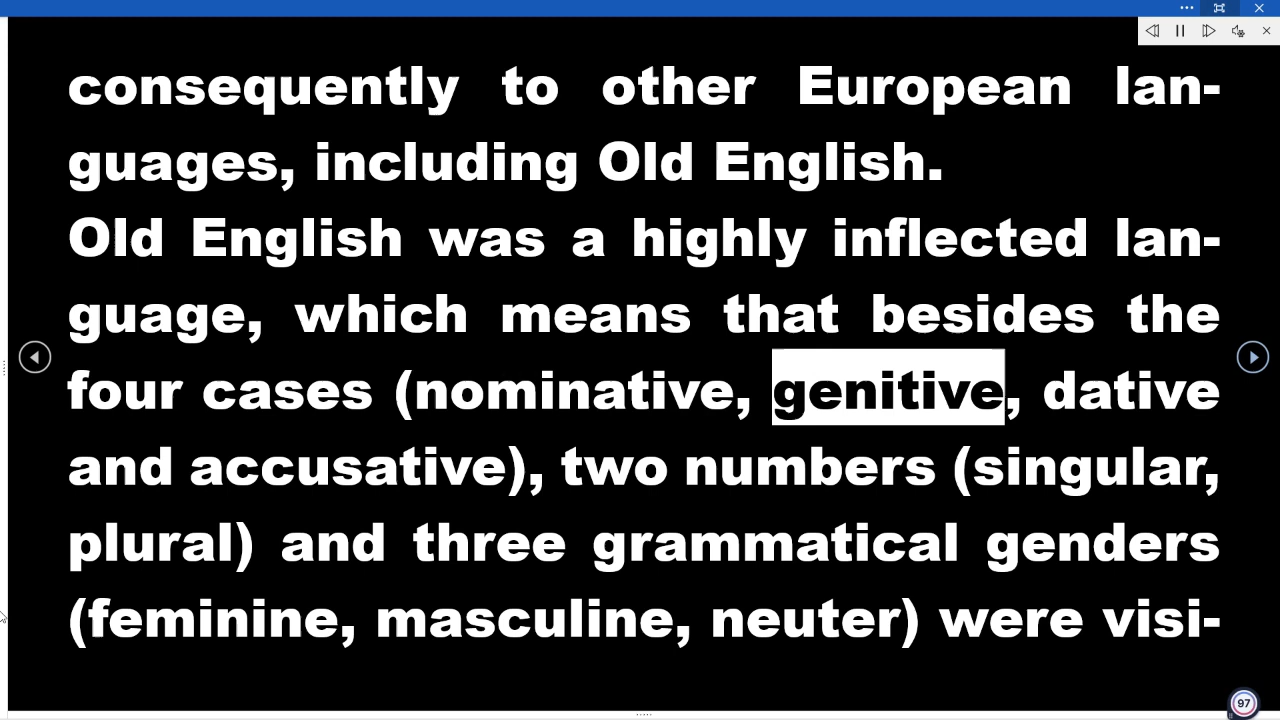 consequently to other European lan-
guages, including Old English.
Old English was a highly inflected lan-
guage, which means that besides the
four cases (nominative, genitive, dative
and accusative), two numbers (singular,
plural) and three grammatical genders
(feminine, masculine, neuter) were visi-
97